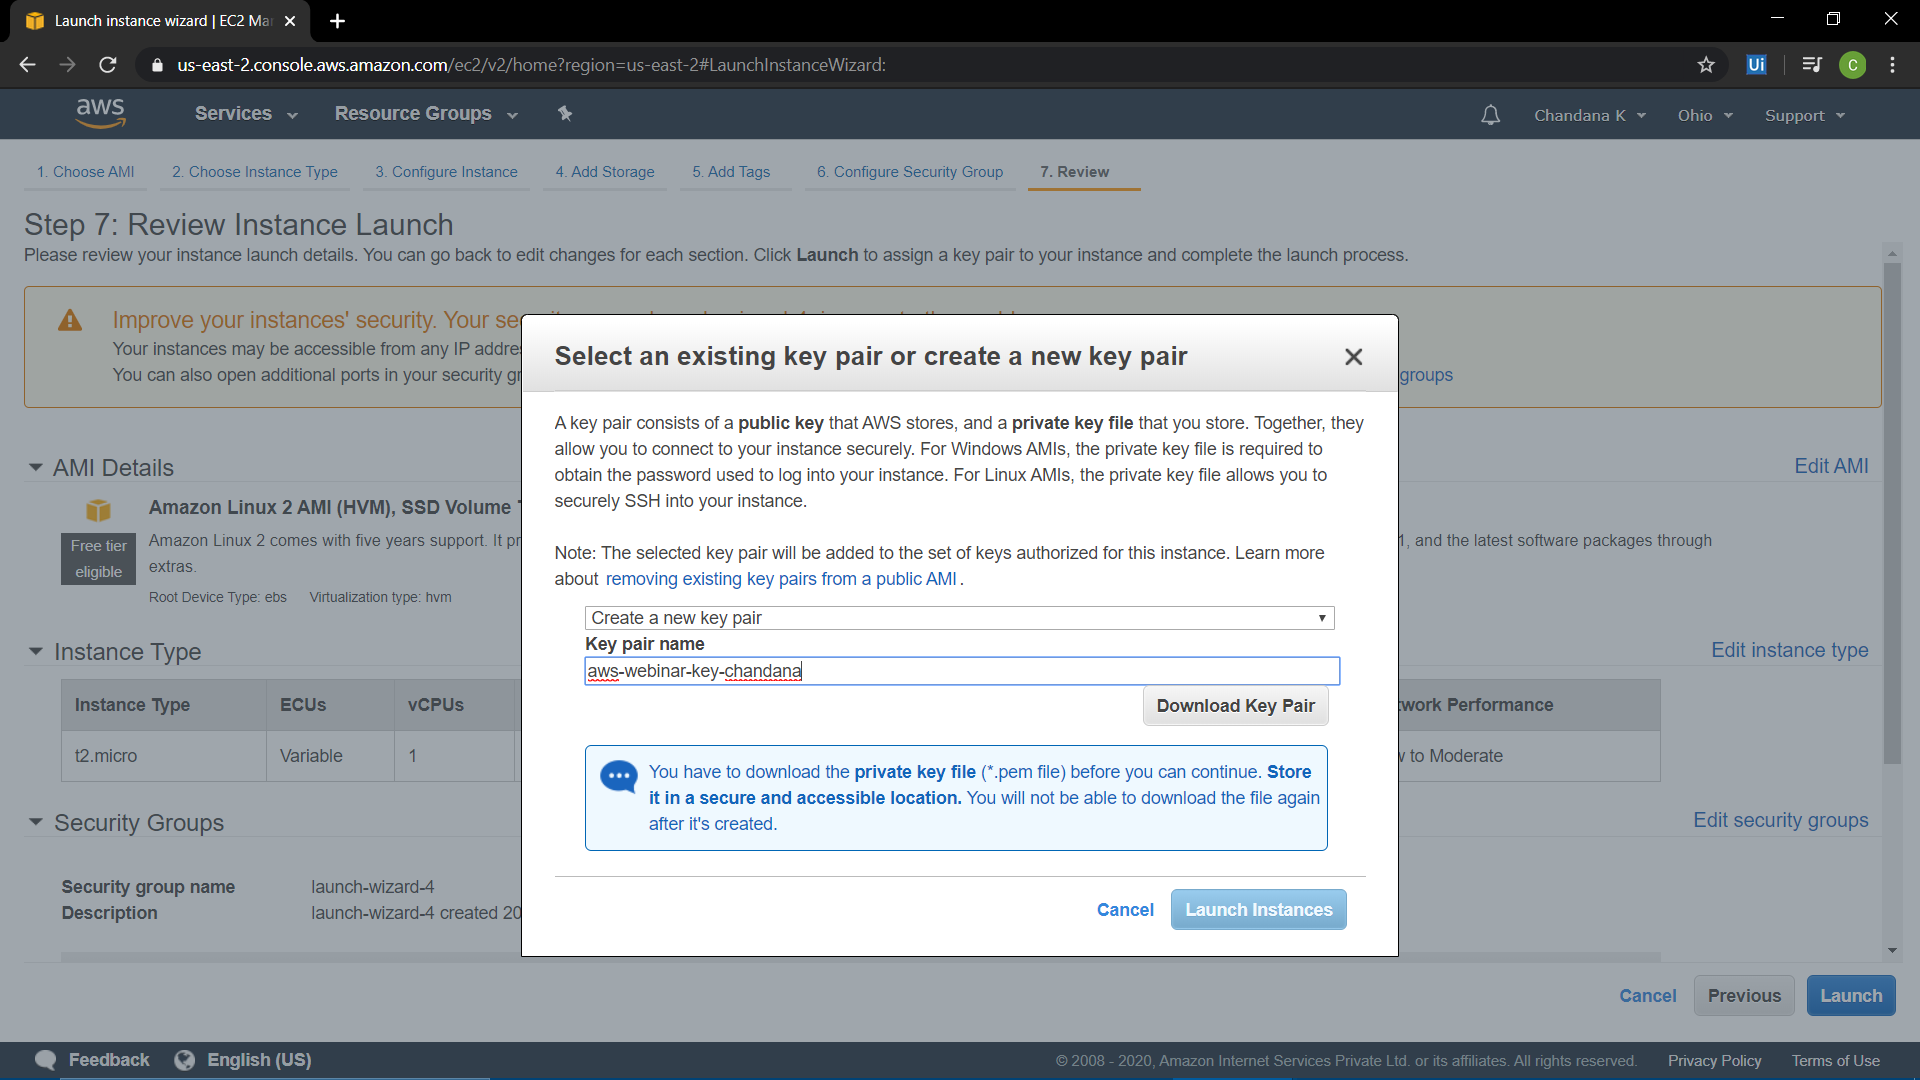 Launch instance wizard | EC2 Mar
us-east-2.console.aws.amazon.com/ec2/v2/home?region=us-east-2#LaunchInstanceWizard:
Ui
C
aws
Services
Resource Groups
Chandana K
Ohio
Support
1. Choose AMI
2. Choose Instance Type
3. Configure Instance
4. Add Storage
5. Add Tags
6. Configure Security Group
7. Review
Step 7: Review Instance Launch
Please review your instance launch details. You can go back to edit changes for each section. Click Launch to assign a key pair to your instance and complete the launch process.
Improve your instances' security. Your se
Your instances may be accessible from any IP addre
You can also open additional ports in your security gr
groups
Select an existing key pair or create a new key pair
A key pair consists of a public key that AWS stores, and a private key file that you store. Together, they
allow you to connect to your instance securely. For Windows AMIs, the private key file is required to
obtain the password used to log into your instance. For Linux AMIs, the private key file allows you to
securely SSH into your instance.
Note: The selected key pair will be added to the set of keys authorized for this instance. Learn more
about removing existing key pairs from a public AMI.
Create a new key pair
Key pair name
aws-webinar-key-chandana
Download Key Pair
You have to download the private key file (*.pem file) before you can continue. Store
it in a secure and accessible location. You will not be able to download the file again
after it's created.
Cancel
Launch Instances
AMI Details
Edit AMI
Amazon Linux 2 AMI (HVM), SSD Volume
Free tier
eligible
Amazon Linux 2 comes with five years support. It pr
1, and the latest software packages through
extras.
Root Device Type: ebs
Virtualization type: hvm
Instance Type
Edit instance type
Instance Type
ECUs
vCPUs
work Performance
t2.micro
Variable
1
to Moderate
Security Groups
Edit security groups
Security group name
launch-wizard-4
Description
launch-wizard-4 created 20
Cancel
Previous
Launch
Feedback
English (US)
© 2008 - 2020, Amazon Internet Services Private Ltd. or its affiliates. All rights reserved.
Privacy Policy
Terms of Use